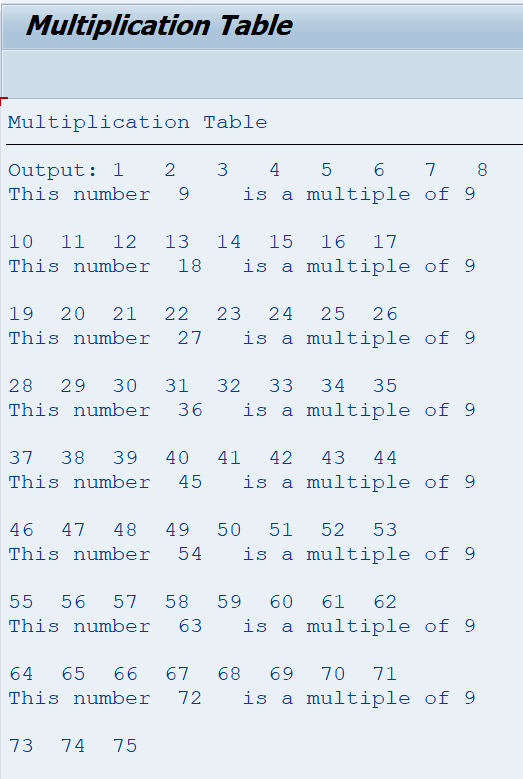 Multiplication Table
Multiplication Table
Output: 1 2 3 4 5 6 7 8
This number 9 is a multiple of 9
10 11 12 13 14 15 16 17
This number 18 is a multiple of 9
19 20 21 22 23 24 25 26
This number 27 is a multiple of 9
28 29 30 31 32 33 34 35
This number 36 is a multiple of 9
37 38 39 40 41 42 43 44
This number 45 is a multiple of 9
46 47 48 49 50 51 52 53
This number 54 is a multiple of 9
55 56 57 58 59 60 61 62
This number 63 is a multiple of 9
64 65 66 67 68 69 70 71
This number 72 is a multiple of 9
73 74 75